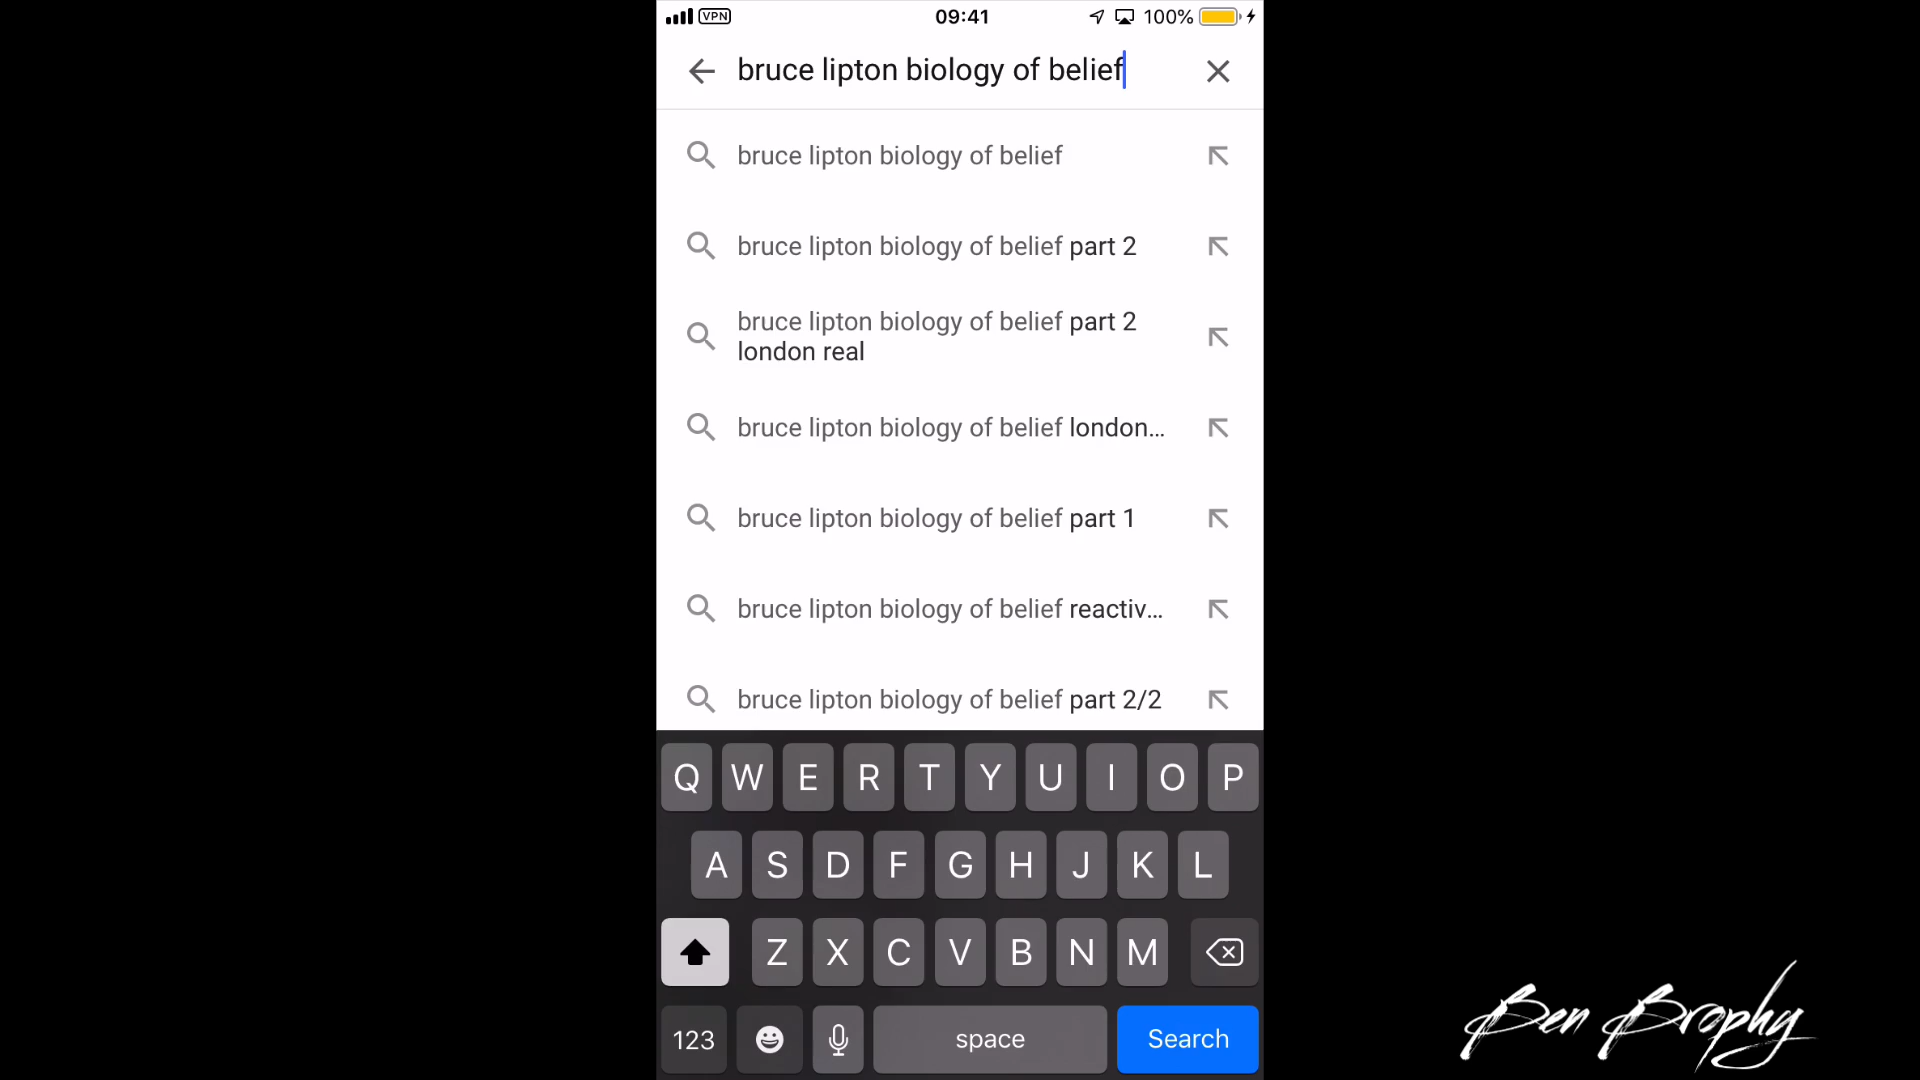 VPN 09:41 100%
bruce lipton biology of belief
bruce lipton biology of belief
bruce lipton biology of belief part 2
bruce lipton biology of belief part 2
london real
bruce lipton biology of belief london...
bruce lipton biology of belief part 1
bruce lipton biology of belief reactiv...
bruce lipton biology of belief part 2/2
Q W E R T Y U I O P
A S D F G H J K L
Z X C V B N M
123 space Search
Ben Brophy